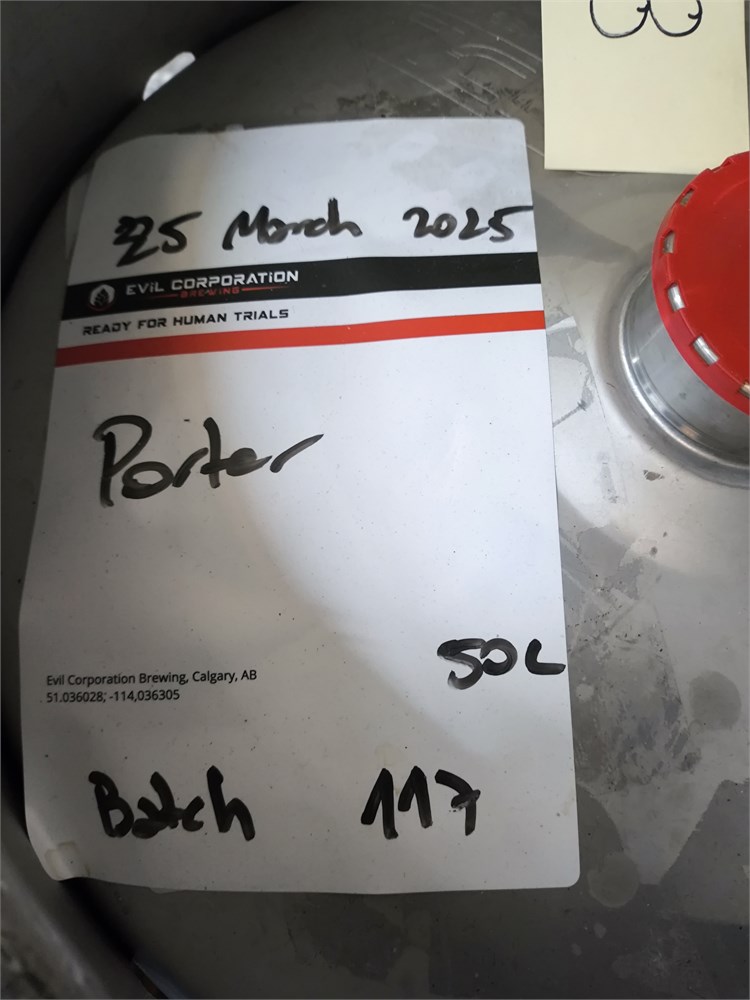 25 March 2025
EViL CORPORATiON
BREWING
READY FOR HUMAN TRIALS
Porter
50L
Evil Corporation Brewing, Calgary, AB
51.036028, -114,036305
Batch 117